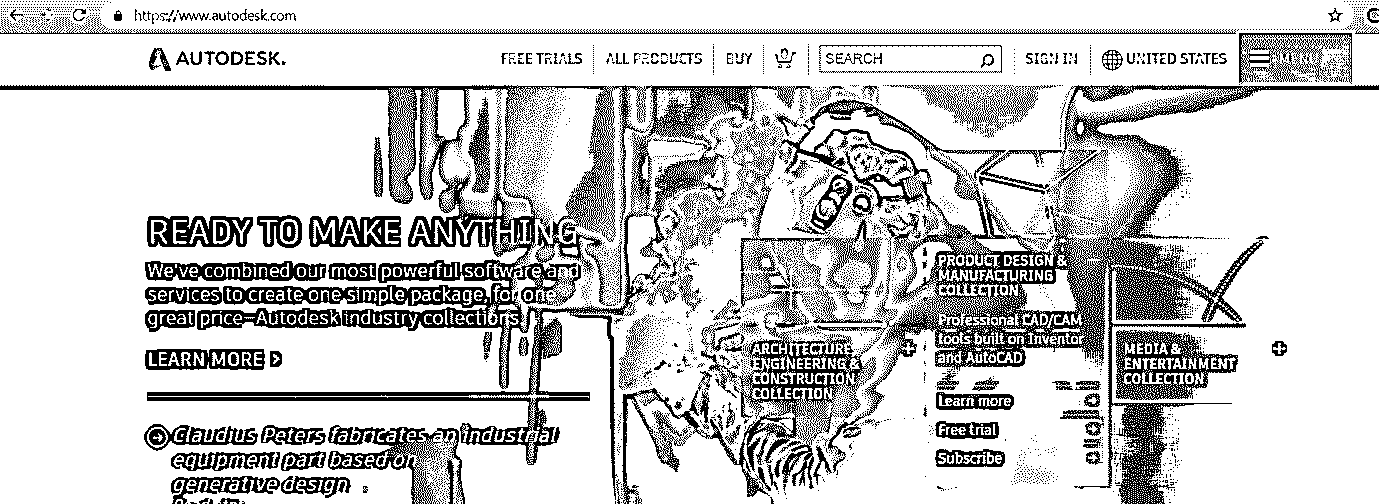 https://www.autodesk.com
AUTODESK.
FREE TRIALS
ALL PRODUCTS
BUY
0
SEARCH
SIGN IN
UNITED STATES
MENU
READY TO MAKE ANYTHING
We've combined our most powerful software and
services to create one simple package, for one
great price—Autodesk industry collections.
LEARN MORE
Claudius Peters fabricates an industrial
equipment part based on
generative design
ARCHITECTURE,
ENGINEERING &
CONSTRUCTION
COLLECTION
PRODUCT DESIGN &
MANUFACTURING
COLLECTION
Professional CAD/CAM
tools built on Inventor
and AutoCAD
Learn more
Free trial
Subscribe
MEDIA &
ENTERTAINMENT
COLLECTION